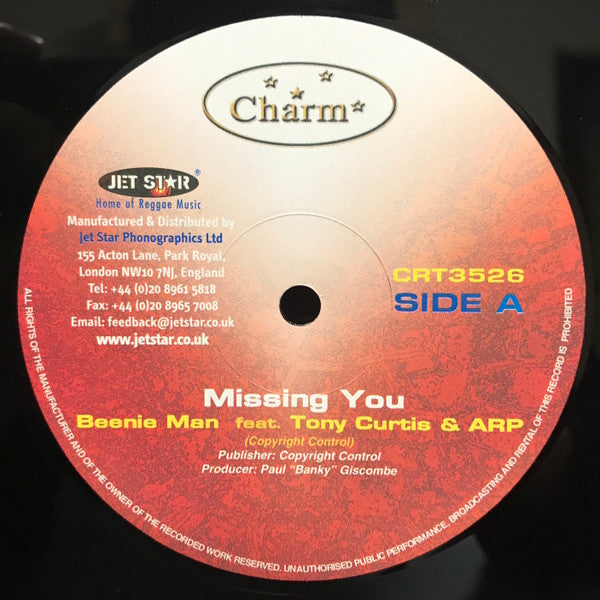 Charm
JET STAR®
Home of Reggae Music
Manufactured & Distributed by
Jet Star Phonographics Ltd
155 Acton Lane, Park Royal,
London NW10 7NJ, England
Tel: +44 (0)20 8961 5818
Fax: +44 (0)20 8965 7008
Email: feedback@jetstar.co.uk
www.jetstar.co.uk
CRT3526
SIDE A
Missing You
Beenie Man feat. Tony Curtis & ARP
(Copyright Control)
Publisher: Copyright Control
Producer: Paul "Banky" Giscombe
ALL RIGHTS OF THE MANUFACTURER AND OF THE OWNER OF THE RECORDED WORK RESERVED. UNAUTHORISED PUBLIC PERFORMANCE, BROADCASTING AND RENTAL OF THIS RECORD IS PROHIBITED